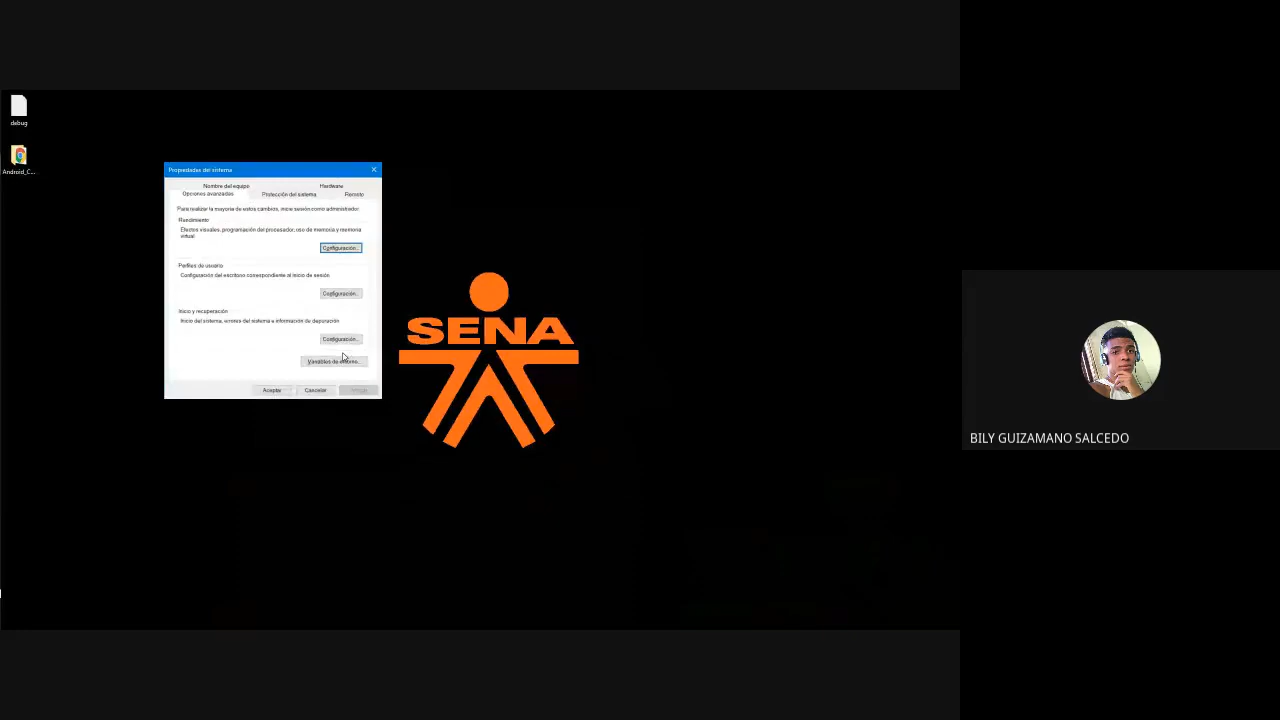 debug
Android_C...
Propiedades del sistema
Nombre del equipo
Hardware
Opciones avanzadas
Protección del sistema
Remoto
Para realizar la mayoría de estos cambios, inicie sesión como administrador.
Rendimiento
Efectos visuales, programación del procesador, uso de memoria y memoria
virtual
Configuración...
Perfiles de usuario
Configuración del escritorio correspondiente al inicio de sesión
Configuración...
Inicio y recuperación
Inicio del sistema, errores del sistema e información de depuración
Configuración...
Variables de entorno...
Aceptar
Cancelar
SENA
BILY GUIZAMANO SALCEDO